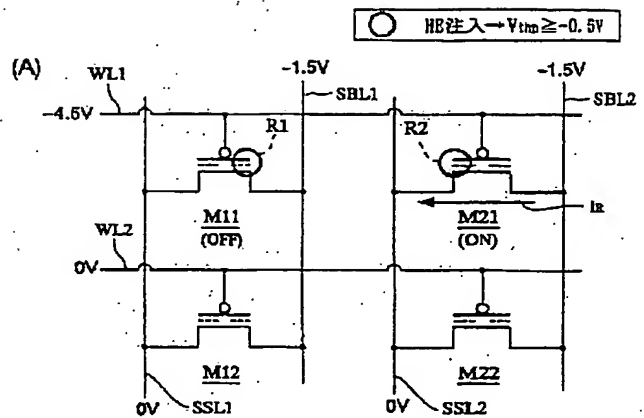 HE注入→Vthp≧-0.5V
(A)
-1.5V
-1.5V
WL1
SBL1
SBL2
-4.5V
R1
R2
M11
(OFF)
M21
(ON)
IR
WL2
0V
M12
M22
SSL1
SSL2
0V
0V